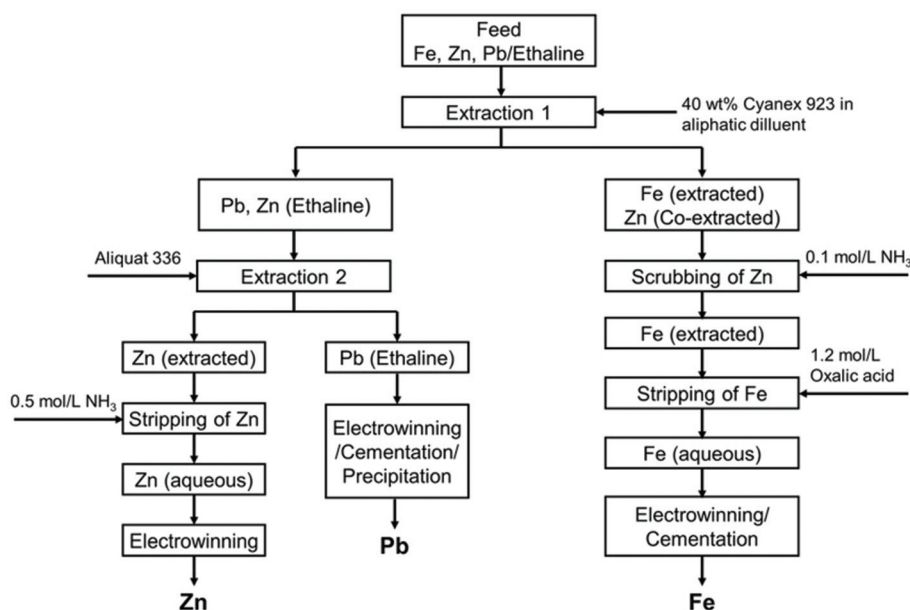 Feed
Fe, Zn, Pb/Ethaline
Extraction 1
40 wt% Cyanex 923 in
aliphatic dilluent
Pb, Zn (Ethaline)
Fe (extracted)
Zn (Co-extracted)
Aliquat 336
Extraction 2
Scrubbing of Zn
0.1 mol/L NH₃
Zn (extracted)
Pb (Ethaline)
Fe (extracted)
1.2 mol/L
Oxalic acid
0.5 mol/L NH₃
Stripping of Zn
Electrowinning
/Cementation/
Precipitation
Stripping of Fe
Zn (aqueous)
Fe (aqueous)
Electrowinning
Pb
Electrowinning/
Cementation
Zn
Fe